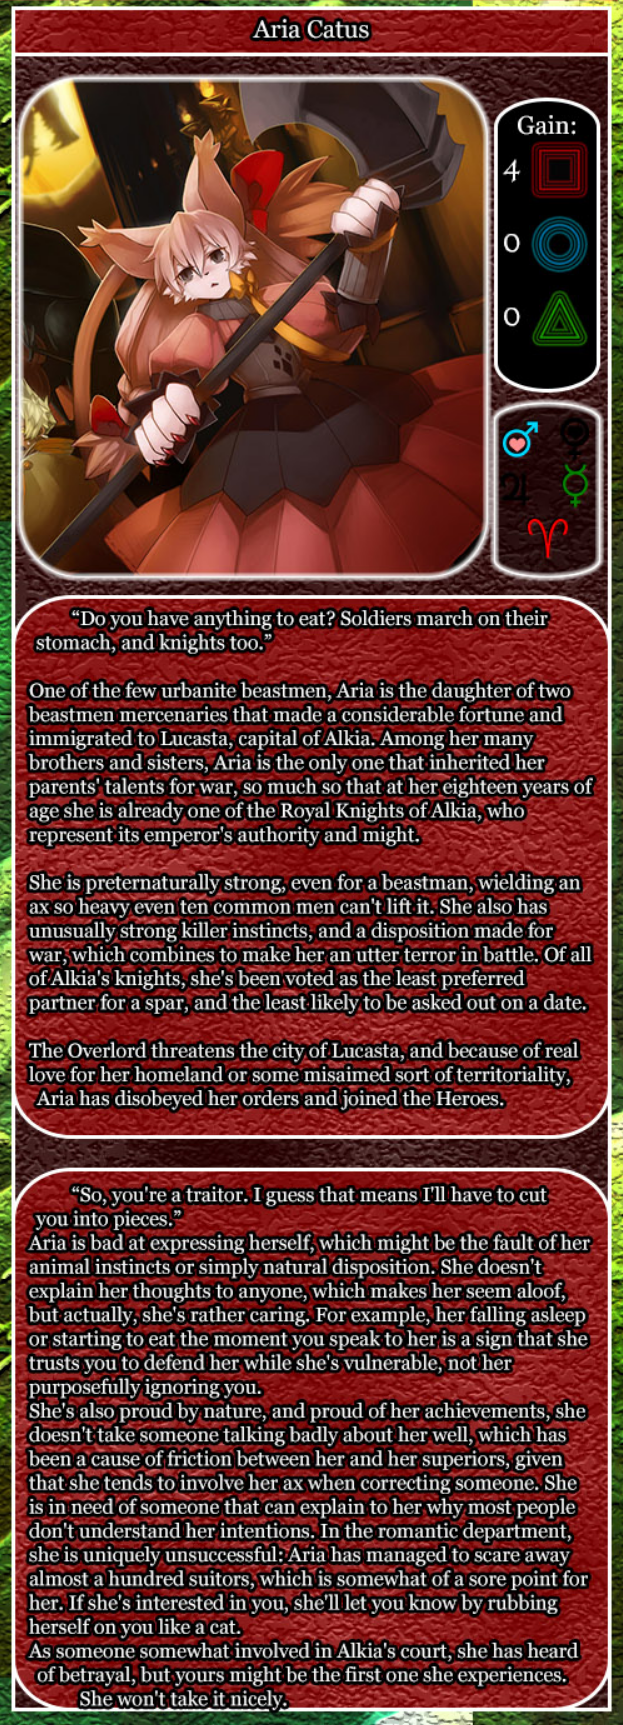 Aria Catus
Gain:
4
0
0
“Do you have anything to eat? Soldiers march on their
stomach, and knights too.”
One of the few urbanite beastmen, Aria is the daughter of two
beastmen mercenaries that made a considerable fortune and
immigrated to Lucasta, capital of Alkia. Among her many
brothers and sisters, Aria is the only one that inherited her
parents' talents for war, so much so that at her eighteen years of
age she is already one of the Royal Knights of Alkia, who
represent its emperor's authority and might.
She is preternaturally strong, even for a beastman, wielding an
ax so heavy even ten common men can't lift it. She also has
unusually strong killer instincts, and a disposition made for
war, which combines to make her an utter terror in battle. Of all
of Alkia's knights, she's been voted as the least preferred
partner for a spar, and the least likely to be asked out on a date.
The Overlord threatens the city of Lucasta, and because of real
love for her homeland or some misaimed sort of territoriality,
Aria has disobeyed her orders and joined the Heroes.
“So, you're a traitor. I guess that means I'll have to cut
you into pieces.”
Aria is bad at expressing herself, which might be the fault of her
animal instincts or simply natural disposition. She doesn't
explain her thoughts to anyone, which makes her seem aloof,
but actually, she's rather caring. For example, her falling asleep
or starting to eat the moment you speak to her is a sign that she
trusts you to defend her while she's vulnerable, not her
purposefully ignoring you.
She's also proud by nature, and proud of her achievements, she
doesn't take someone talking badly about her well, which has
been a cause of friction between her and her superiors, given
that she tends to involve her ax when correcting someone. She
is in need of someone that can explain to her why most people
don't understand her intentions. In the romantic department,
she is uniquely unsuccessful: Aria has managed to scare away
almost a hundred suitors, which is somewhat of a sore point for
her. If she's interested in you, she'll let you know by rubbing
herself on you like a cat.
As someone somewhat involved in Alkia's court, she has heard
of betrayal, but yours might be the first one she experiences.
She won't take it nicely.